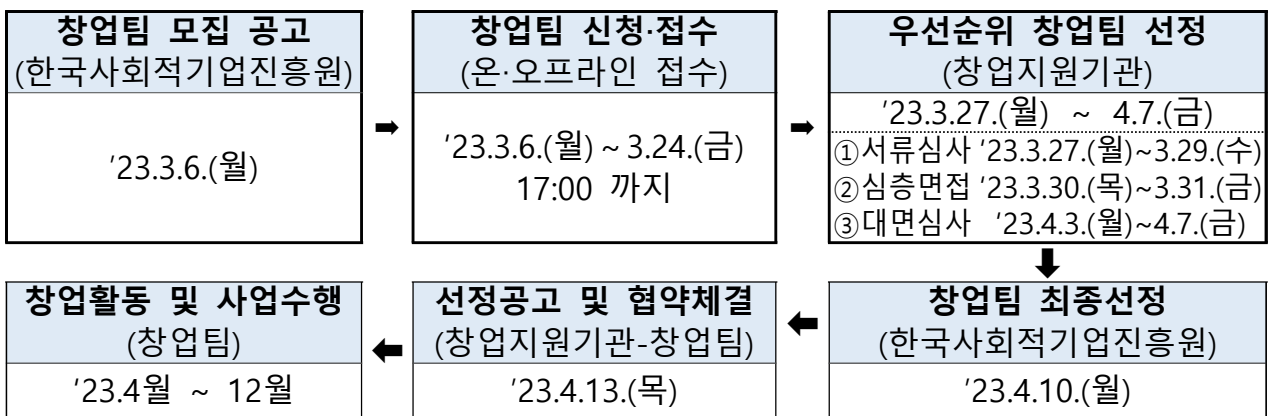 창업팀 모집 공고
(한국사회적기업진흥원)
'23.3.6.(월)
➡
창업팀 신청·접수
(온·오프라인 접수)
'23.3.6.(월) ~ 3.24.(금)
17:00 까지
➡
우선순위 창업팀 선정
(창업지원기관)
'23.3.27.(월) ~ 4.7.(금)
①서류심사 '23.3.27.(월)~3.29.(수)
②심층면접 '23.3.30.(목)~3.31.(금)
③대면심사 '23.4.3.(월)~4.7.(금)
⬇
창업팀 최종선정
(한국사회적기업진흥원)
'23.4.10.(월)
⬅
선정공고 및 협약체결
(창업지원기관-창업팀)
'23.4.13.(목)
⬅
창업활동 및 사업수행
(창업팀)
'23.4월 ~ 12월